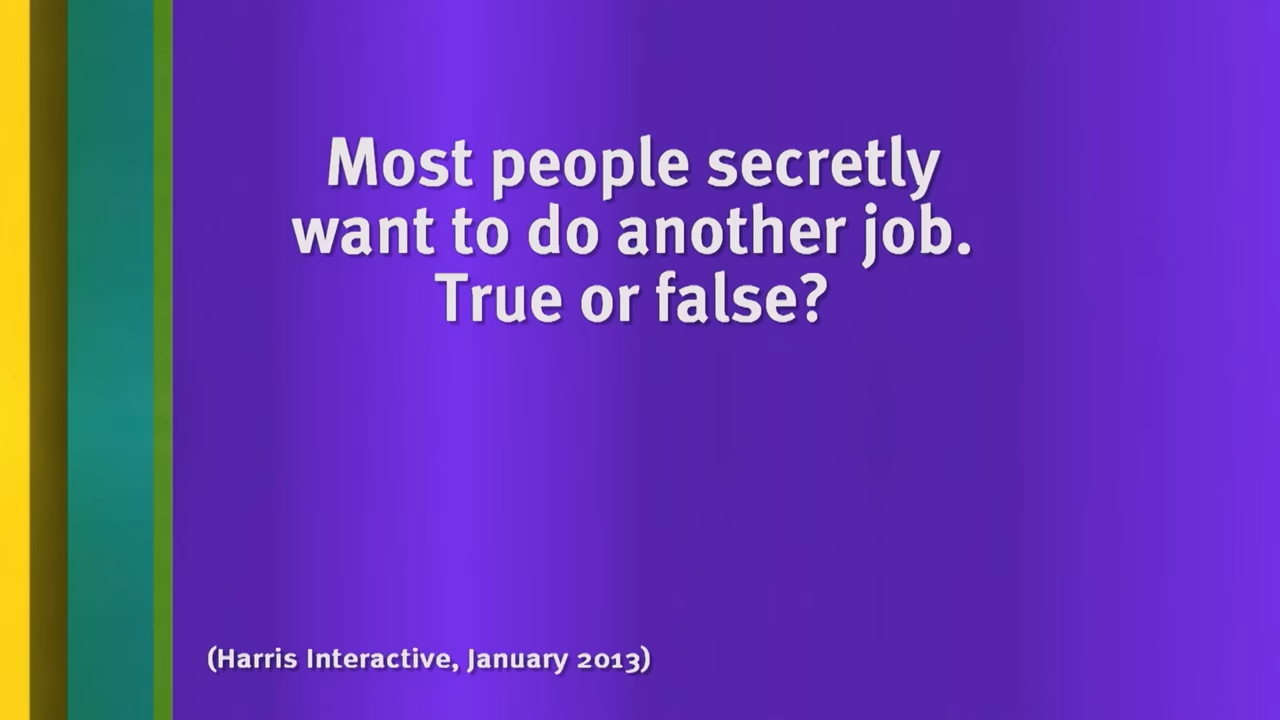 Most people secretly
want to do another job.
True or false?
(Harris Interactive, January 2013)